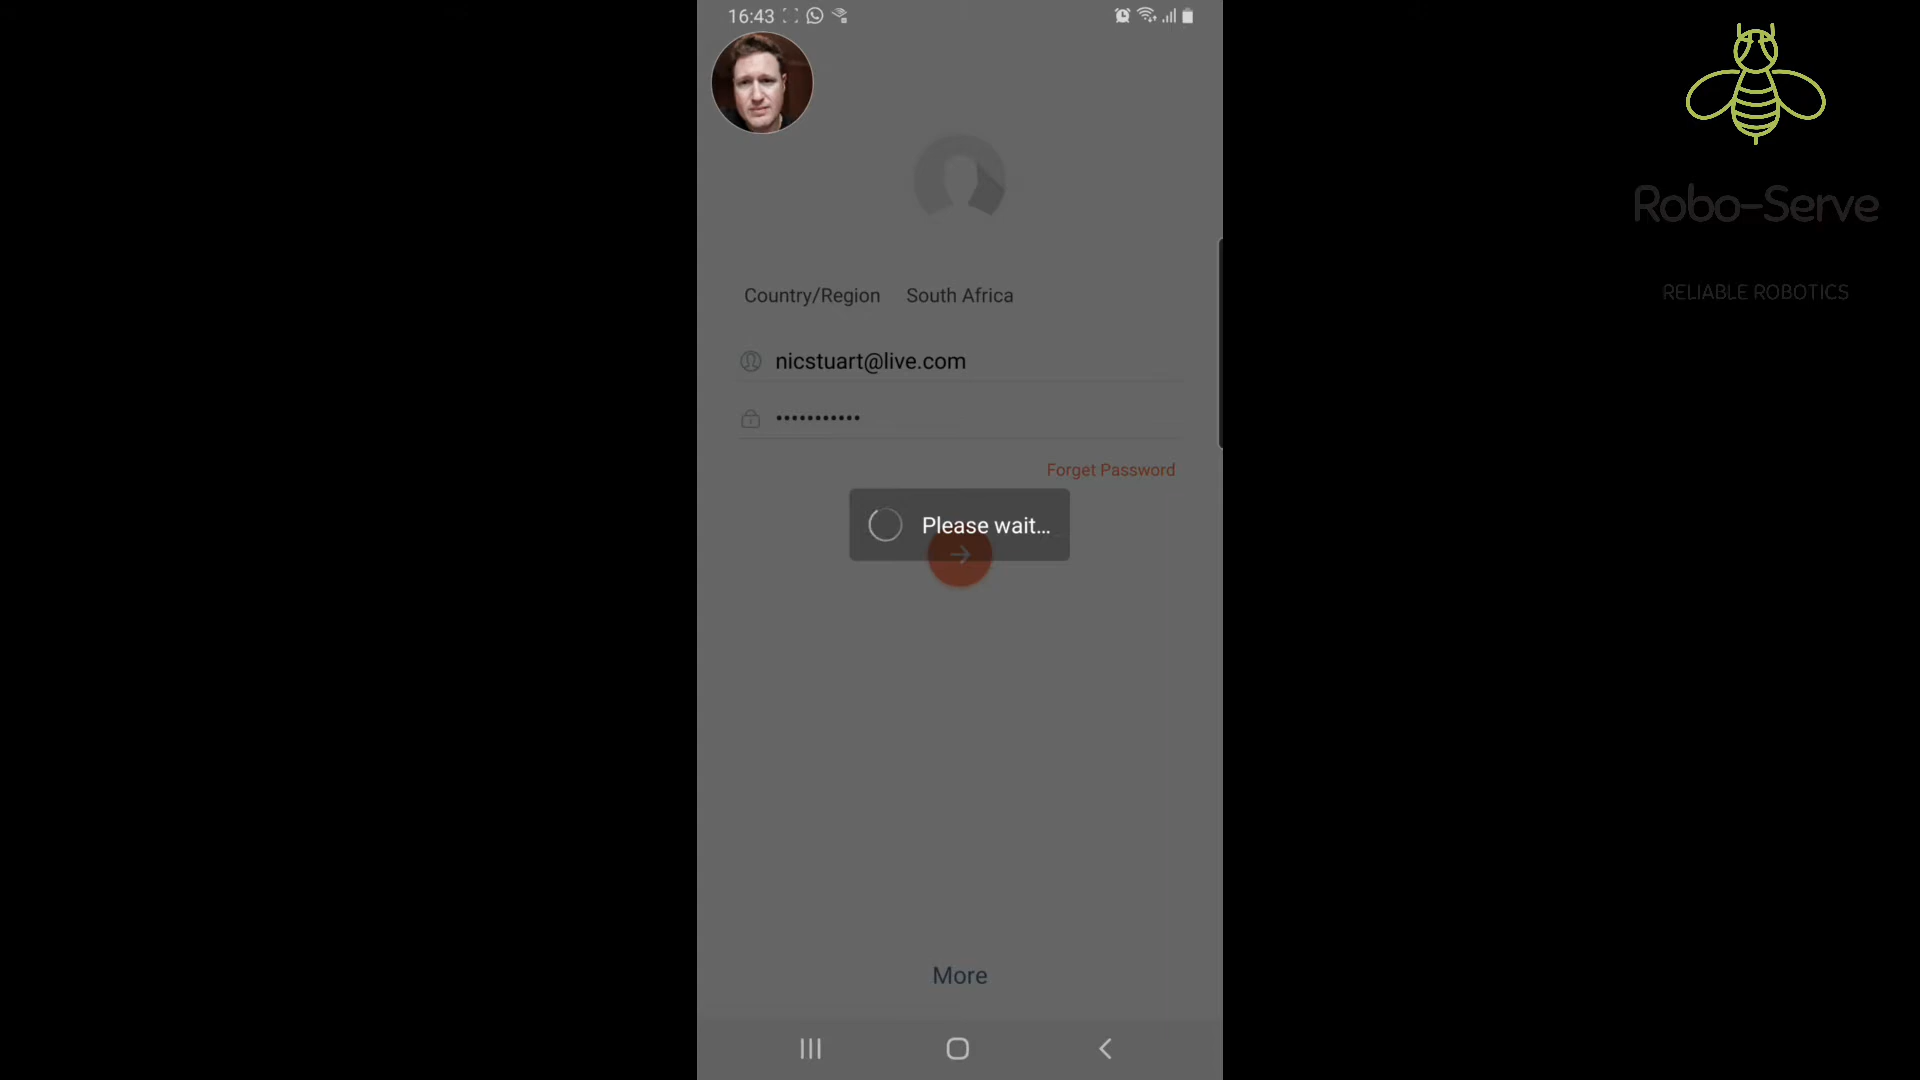 16:43
Country/Region South Africa
nicstuart@live.com
•••••••••••
Forget Password
Please wait...
More
Robo-Serve
RELIABLE ROBOTICS